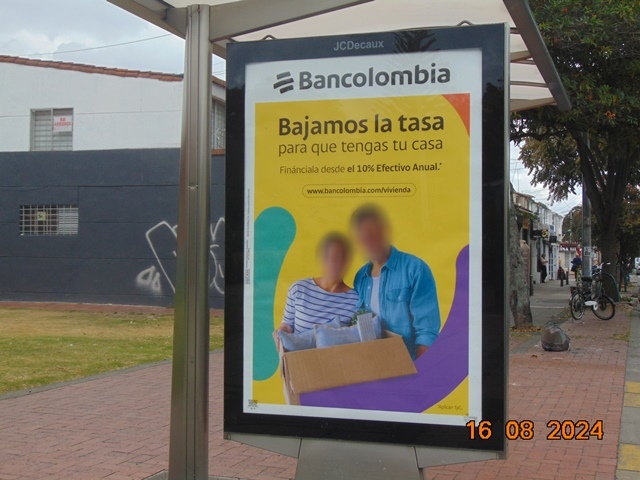 JCDecaux
Bancolombia
Bajamos la tasa
para que tengas tu casa
Fináncíala desde el 10% Efectivo Anual.*
www.bancolombia.com/vivienda
16 08 2024